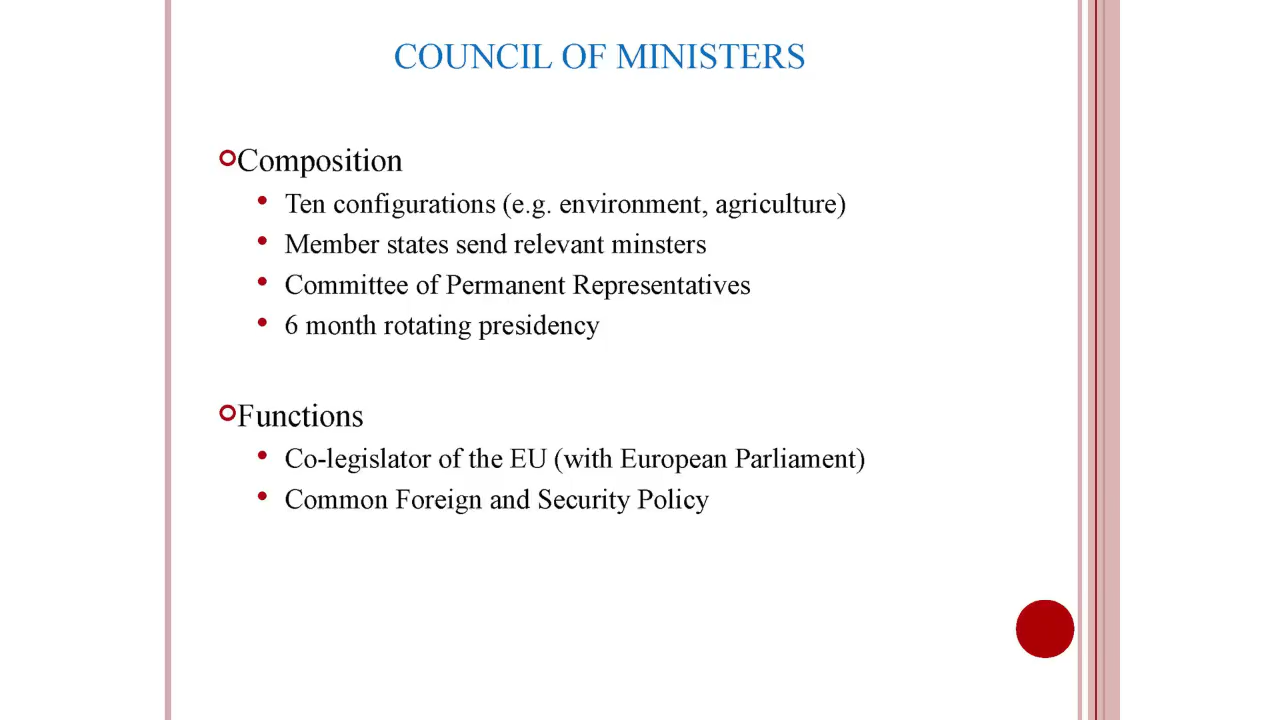 COUNCIL OF MINISTERS
Composition
Ten configurations (e.g. environment, agriculture)
Member states send relevant minsters
Committee of Permanent Representatives
6 month rotating presidency
Functions
Co-legislator of the EU (with European Parliament)
Common Foreign and Security Policy